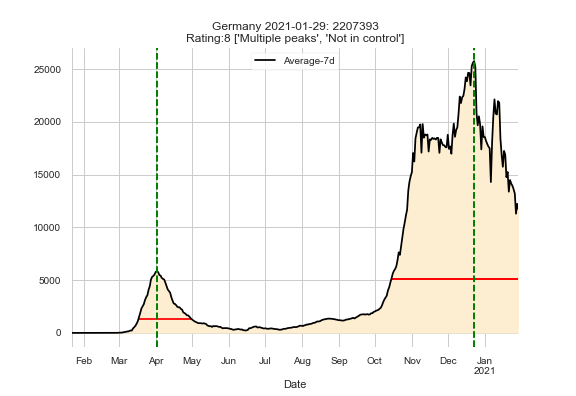 Germany 2021-01-29: 2207393
Rating:8 ['Multiple peaks', 'Not in control']
Average-7d
25000
20000
15000
10000
5000
0
Feb Mar Apr May Jun Jul Aug Sep Oct Nov Dec Jan
2021
Date